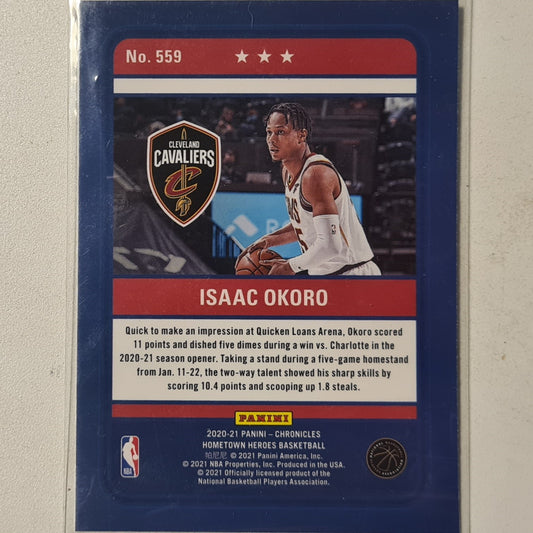 No. 559
CLEVELAND
CAVALIERS
C
ISAAC OKORO
Quick to make an impression at Quicken Loans Arena, Okoro scored
11 points and dished five dimes during a win vs. Charlotte in the
2020-21 season opener. Taking a stand during a five-game homestand
from Jan. 11-22, the two-way talent showed his sharp skills by
scoring 10.4 points and scooping up 1.8 steals.
PANINI
2020-21 PANINI – CHRONICLES
HOMETOWN HEROES BASKETBALL
帕尼尼 © 2021 Panini America, Inc.
© 2021 NBA Properties, Inc. Produced in the USA.
© 2021 Officially licensed product of the
National Basketball Players Association.
NBA